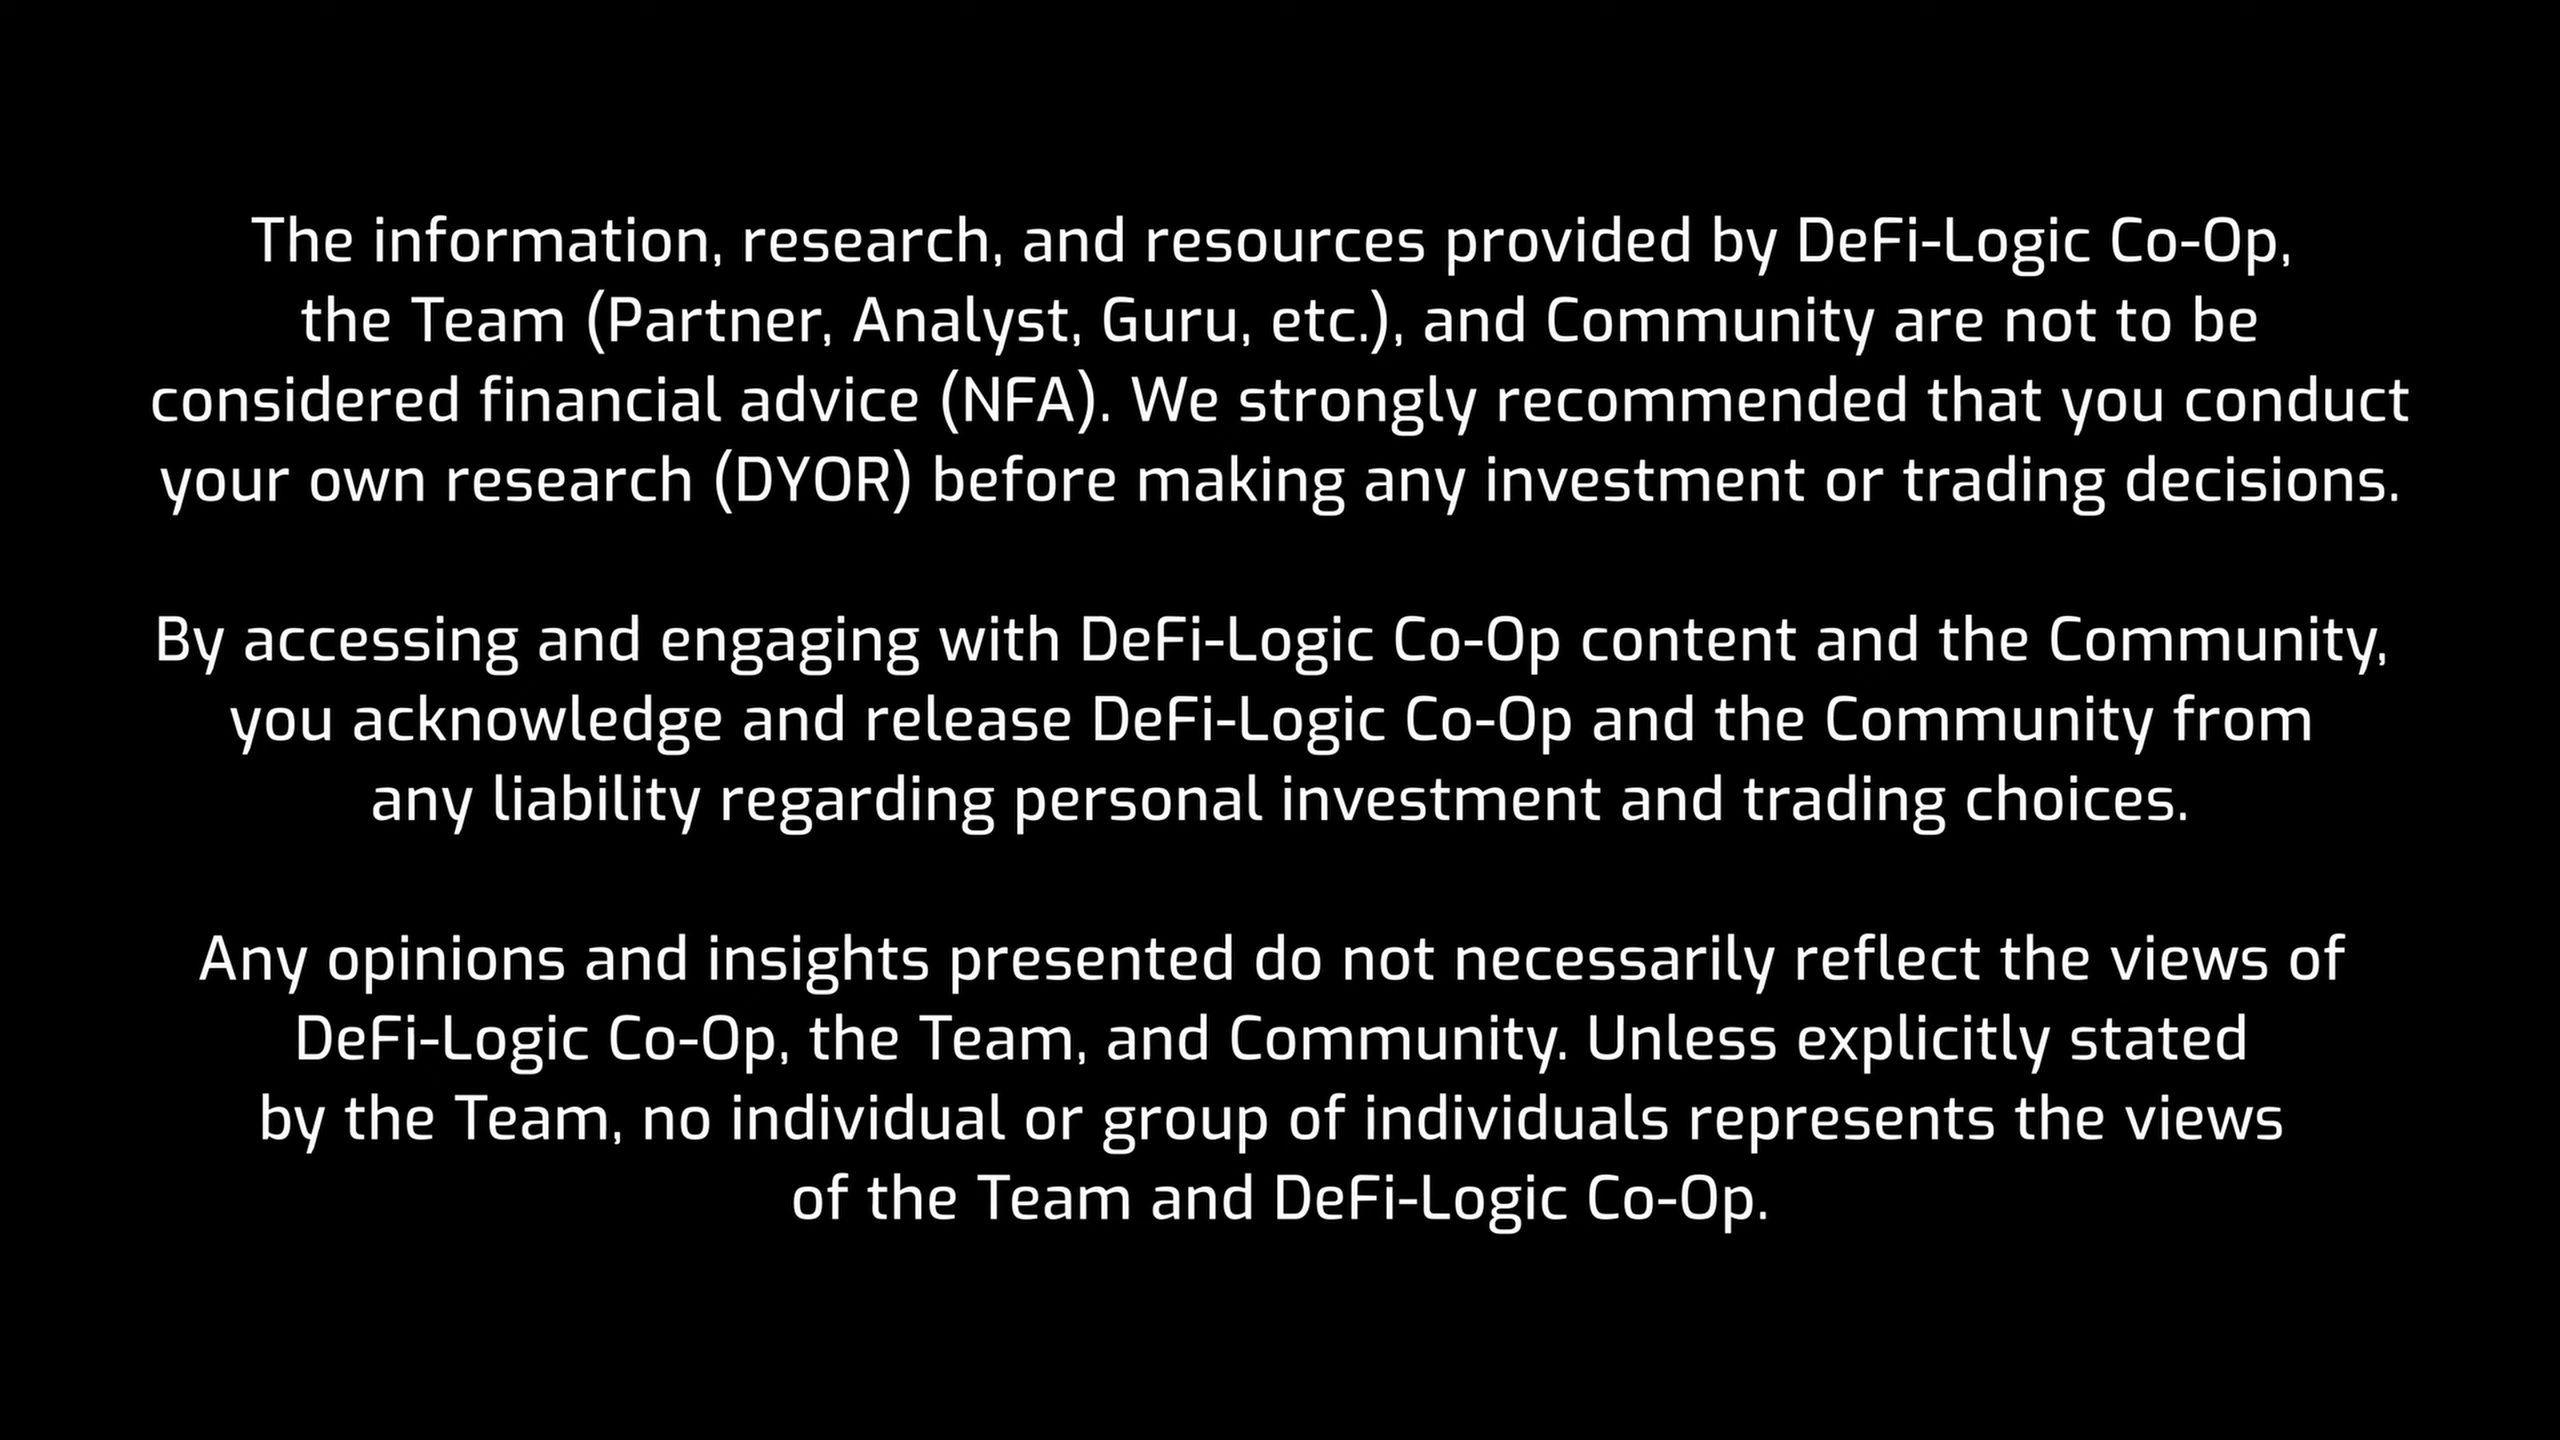 The information, research, and resources provided by DeFi-Logic Co-Op,
the Team (Partner, Analyst, Guru, etc.), and Community are not to be
considered financial advice (NFA). We strongly recommended that you conduct
your own research (DYOR) before making any investment or trading decisions.
By accessing and engaging with DeFi-Logic Co-Op content and the Community,
you acknowledge and release DeFi-Logic Co-Op and the Community from
any liability regarding personal investment and trading choices.
Any opinions and insights presented do not necessarily reflect the views of
DeFi-Logic Co-Op, the Team, and Community. Unless explicitly stated
by the Team, no individual or group of individuals represents the views
of the Team and DeFi-Logic Co-Op.